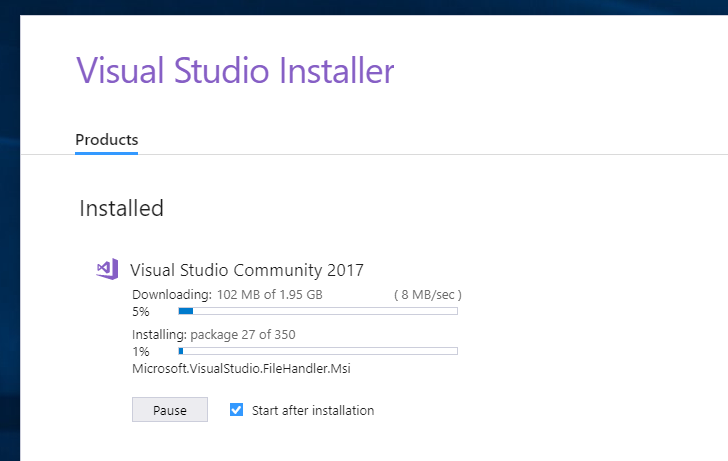 Visual Studio Installer
Products
Installed
Visual Studio Community 2017
Downloading: 102 MB of 1.95 GB ( 8 MB/sec )
5%
Installing: package 27 of 350
1%
Microsoft.VisualStudio.FileHandler.Msi
Pause Start after installation